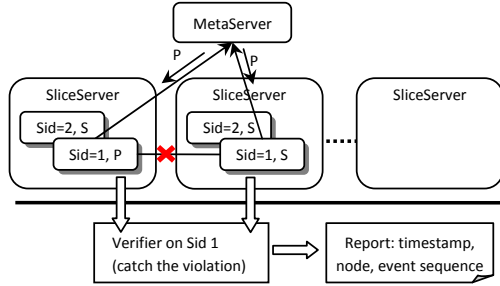 MetaServer
P
P
SliceServer
SliceServer
SliceServer
Sid=2, S
Sid=2, S
Sid=1, P
Sid=1, S
Verifier on Sid 1
(catch the violation)
Report: timestamp,
node, event sequence